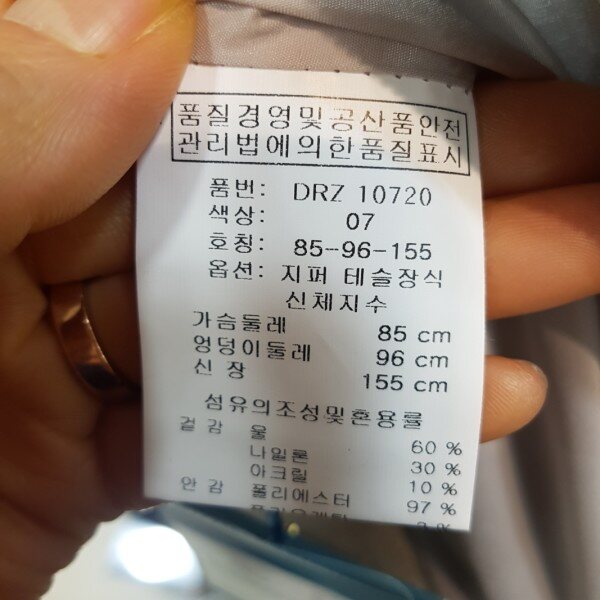 품질경영및공산품안전
관리법에의한품질표시
품번: DRZ 10720
색상: 07
호칭: 85-96-155
옵션: 지퍼 테슬장식
신체지수
가슴둘레 85 cm
엉덩이둘레 96 cm
신 장 155 cm
섬유의조성및혼용률
겉감 울 60 %
나일론 30 %
아크릴 10 %
안감 폴리에스터 97 %